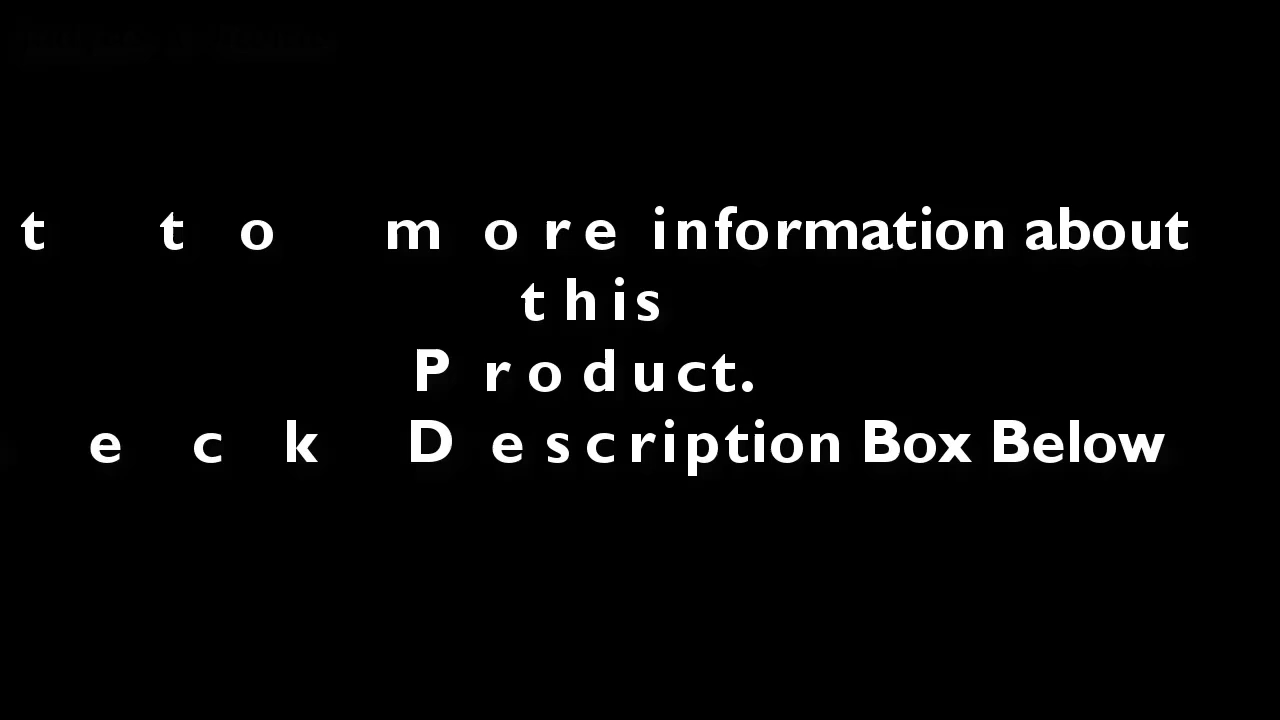 t to more information about
this
Product.
eck Description Box Below